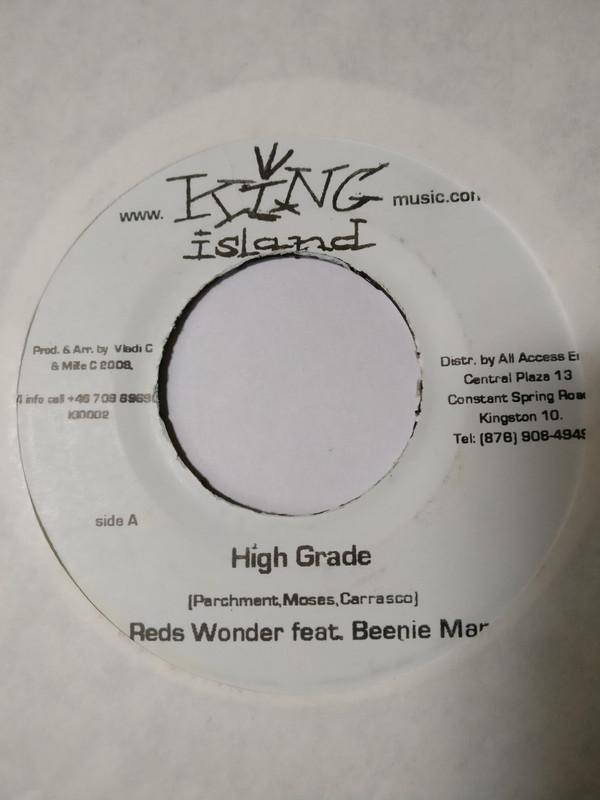 www. KING music.com
island
Prod. & Arr. by Vladi C
& Mille C 2008.
4 info call +46 709
KI0002
Distr. by All Access En
Central Plaza 13
Constant Spring Road
Kingston 10.
Tel: (876) 908-4949
side A
High Grade
(Parchment,Moses,Carrasco)
Reds Wonder feat. Beenie Man